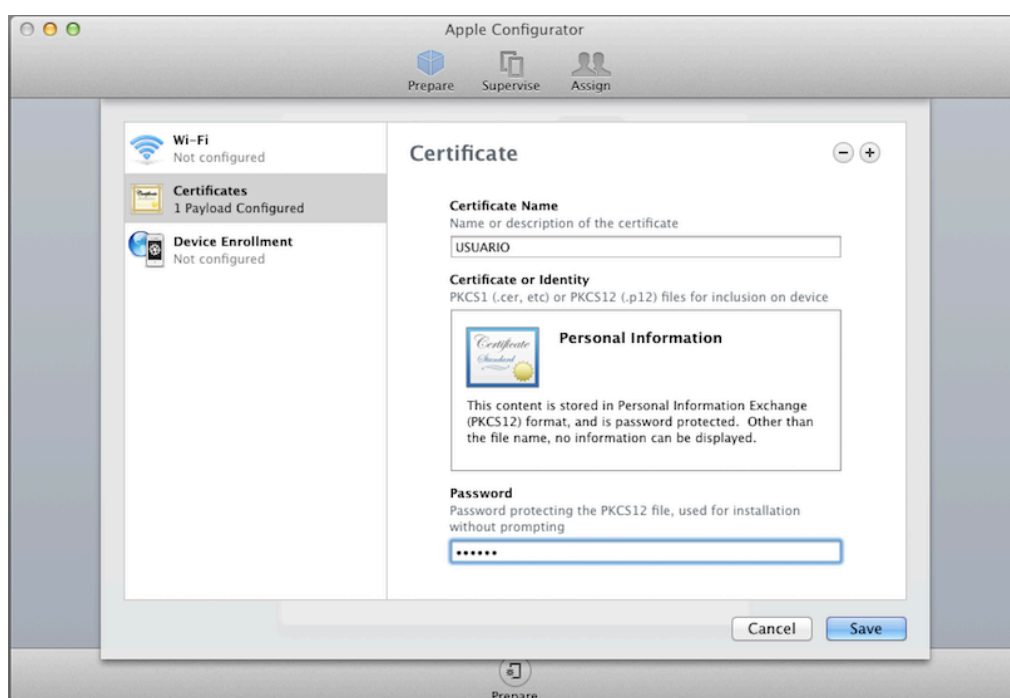 Apple Configurator
Prepare
Supervise
Assign
Wi-Fi
Not configured
Certificates
1 Payload Configured
Device Enrollment
Not configured
Certificate
Certificate Name
Name or description of the certificate
USUARIO
Certificate or Identity
PKCS1 (.cer, etc) or PKCS12 (.p12) files for inclusion on device
Certificate
Standard
Personal Information
This content is stored in Personal Information Exchange
(PKCS12) format, and is password protected. Other than
the file name, no information can be displayed.
Password
Password protecting the PKCS12 file, used for installation
without prompting
••••••
Cancel
Save
Prepare